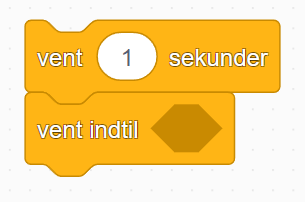 vent 1 sekunder
vent indtil